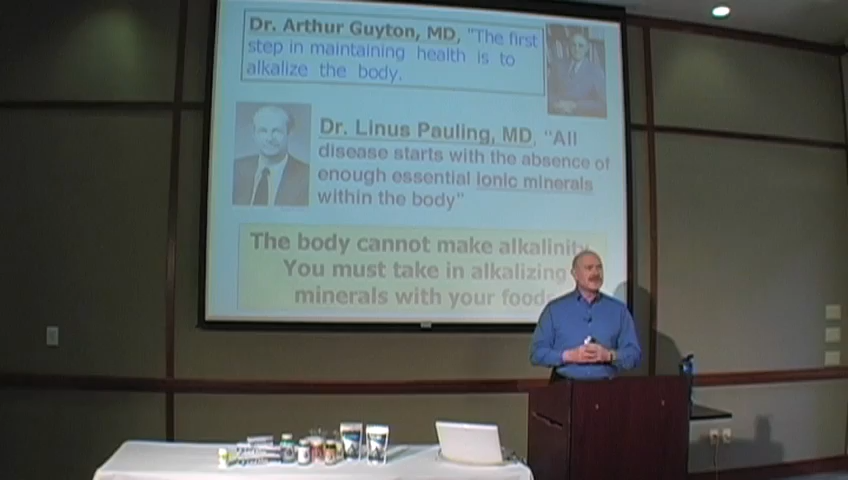 Dr. Arthur Guyton, MD, "The first
step in maintaining health is to
alkalize the body.
Dr. Linus Pauling, MD, "All
disease starts with the absence of
enough essential ionic minerals
within the body"
The body cannot make alkalinity.
You must take in alkalizing
minerals with your food